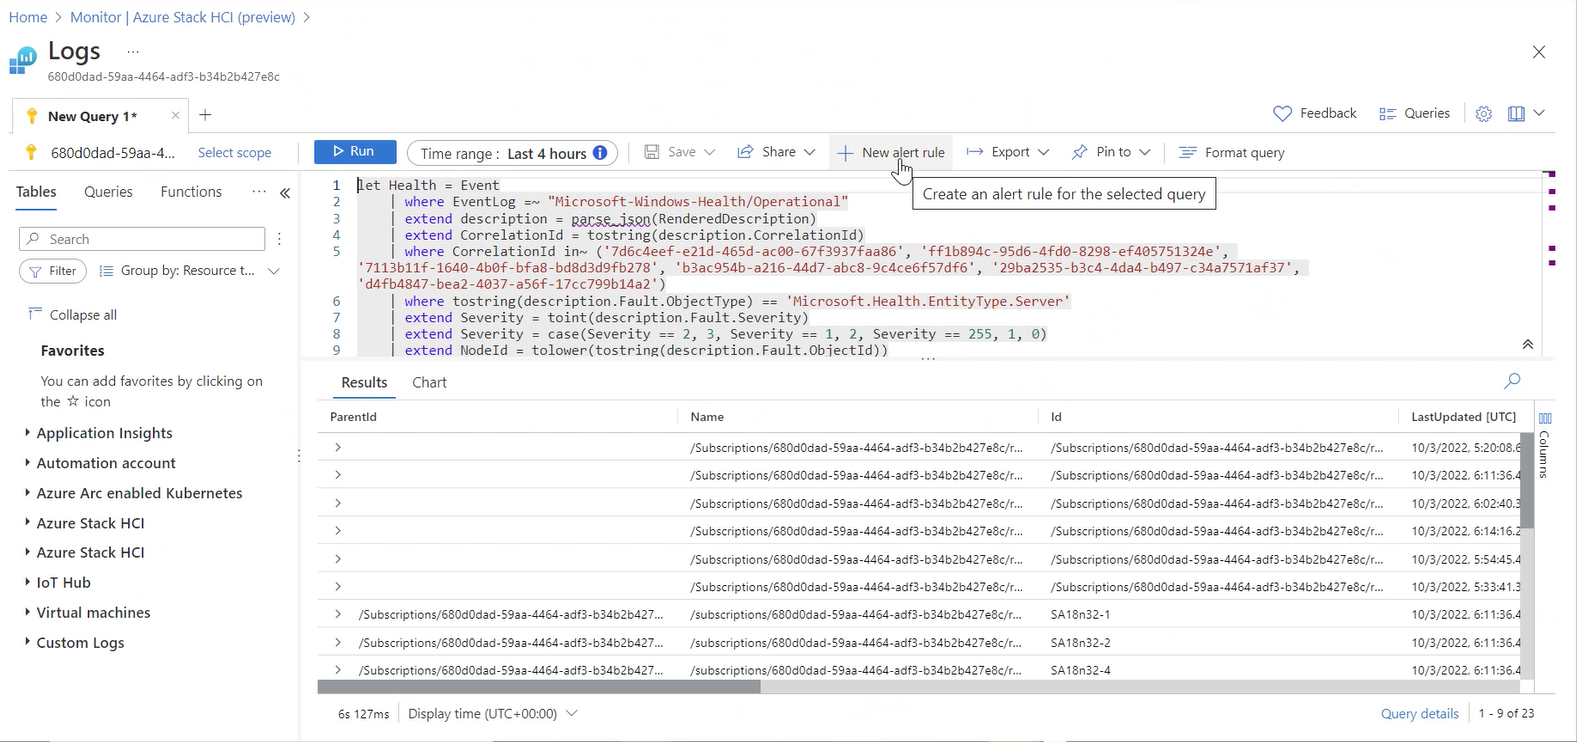 Home > Monitor | Azure Stack HCI (preview) >
Logs ...
680d0dad-59aa-4464-adf3-b34b2b427e8c
New Query 1*
Feedback
Queries
680d0dad-59aa-4...
Select scope
Run
Time range : Last 4 hours
Save
Share
New alert rule
Export
Pin to
Format query
Create an alert rule for the selected query
Tables
Queries
Functions
...
Search
Filter
Group by: Resource t...
Collapse all
Favorites
You can add favorites by clicking on
the ☆ icon
Application Insights
Automation account
Azure Arc enabled Kubernetes
Azure Stack HCI
Azure Stack HCI
IoT Hub
Virtual machines
Custom Logs
1 let Health = Event
2 | where EventLog =~ "Microsoft-Windows-Health/Operational"
3 | extend description = parse_json(RenderedDescription)
4 | extend CorrelationId = tostring(description.CorrelationId)
5 | where CorrelationId in~ ('7d6c4eef-e21d-465d-ac00-67f3937faa86', 'ff1b894c-95d6-4fd0-8298-ef405751324e',
'7113b11f-1640-4b0f-bfa8-bd8d3d9fb278', 'b3ac954b-a216-44d7-abc8-9c4ce6f57df6', '29ba2535-b3c4-4da4-b497-c34a7571af37',
'd4fb4847-bea2-4037-a56f-17cc799b14a2')
6 | where tostring(description.Fault.ObjectType) == 'Microsoft.Health.EntityType.Server'
7 | extend Severity = toint(description.Fault.Severity)
8 | extend Severity = case(Severity == 2, 3, Severity == 1, 2, Severity == 255, 1, 0)
9 | extend NodeId = tolower(tostring(description.Fault.ObjectId))
Results
Chart
ParentId Name Id LastUpdated [UTC]
/Subscriptions/680d0dad-59aa-4464-adf3-b34b2b427e8c/r... /Subscriptions/680d0dad-59aa-4464-adf3-b34b2b427e8c/r... 10/3/2022, 5:20:08.6
/Subscriptions/680d0dad-59aa-4464-adf3-b34b2b427e8c/r... /Subscriptions/680d0dad-59aa-4464-adf3-b34b2b427e8c/r... 10/3/2022, 6:11:36.4
/Subscriptions/680d0dad-59aa-4464-adf3-b34b2b427e8c/r... /Subscriptions/680d0dad-59aa-4464-adf3-b34b2b427e8c/r... 10/3/2022, 6:02:40.3
/Subscriptions/680d0dad-59aa-4464-adf3-b34b2b427e8c/r... /Subscriptions/680d0dad-59aa-4464-adf3-b34b2b427e8c/r... 10/3/2022, 6:14:16.2
/Subscriptions/680d0dad-59aa-4464-adf3-b34b2b427e8c/r... /Subscriptions/680d0dad-59aa-4464-adf3-b34b2b427e8c/r... 10/3/2022, 5:54:45.4
/Subscriptions/680d0dad-59aa-4464-adf3-b34b2b427e8c/r... /Subscriptions/680d0dad-59aa-4464-adf3-b34b2b427e8c/r... 10/3/2022, 5:33:41.3
/Subscriptions/680d0dad-59aa-4464-adf3-b34b2b427... /subscriptions/680d0dad-59aa-4464-adf3-b34b2b427e8c/r... SA18n32-1 10/3/2022, 6:11:36.4
/Subscriptions/680d0dad-59aa-4464-adf3-b34b2b427... /subscriptions/680d0dad-59aa-4464-adf3-b34b2b427e8c/r... SA18n32-2 10/3/2022, 6:11:36.4
/Subscriptions/680d0dad-59aa-4464-adf3-b34b2b427... /subscriptions/680d0dad-59aa-4464-adf3-b34b2b427e8c/r... SA18n32-4 10/3/2022, 6:11:36.4
Columns
6s 127ms
Display time (UTC+00:00)
Query details
1 - 9 of 23